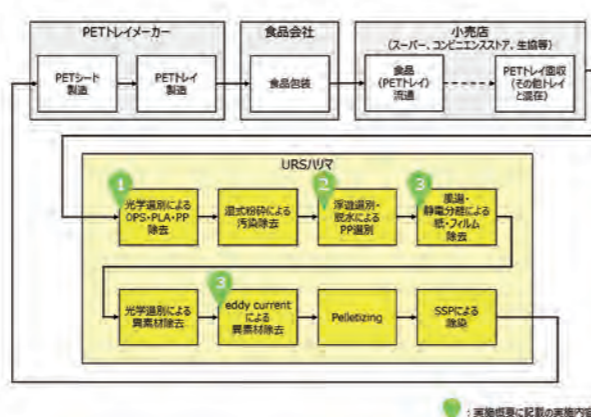 PETトレイメーカー
食品会社
小売店
(スーパー、コンビニエンスストア、生協等)
PETシード
製造
PETトレイ
製造
食品包装
食品
(PETトレイ)
流通
PETトレイ回収
(その他トレイ
と混在)
URSハリマ
1
光学選別による
OPS・PLA・PP
除去
湿式粉砕による
汚染除去
2
浮遊選別・
脱水による
PP選別
3
風選・
静電分離による
紙・フィルム
除去
光学選別による
異素材除去
3
eddy current
による
異素材除去
Pelletizing
SSPによる
除染
:実施概要に記載の実施内容